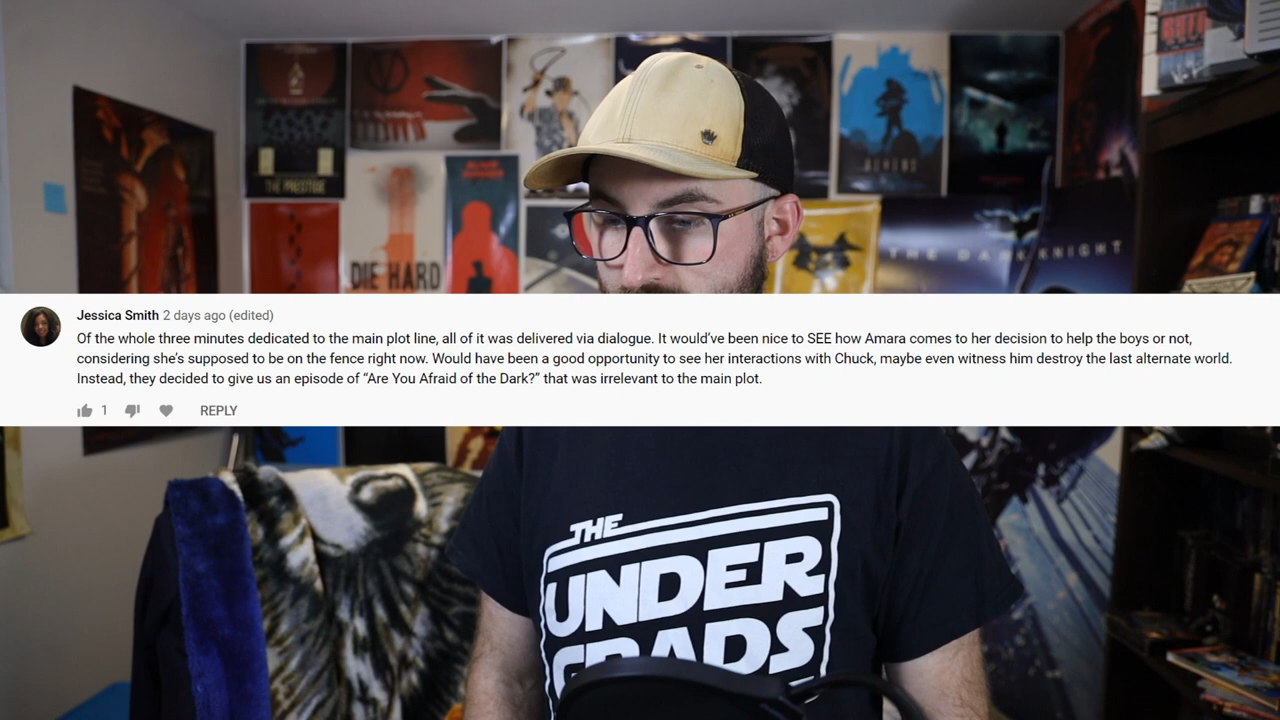 THE PRESTIGE
DIE HARD
ALIENS
THE DARK KNIGHT
Jessica Smith 2 days ago (edited)
Of the whole three minutes dedicated to the main plot line, all of it was delivered via dialogue. It would’ve been nice to SEE how Amara comes to her decision to help the boys or not,
considering she’s supposed to be on the fence right now. Would have been a good opportunity to see her interactions with Chuck, maybe even witness him destroy the last alternate world.
Instead, they decided to give us an episode of “Are You Afraid of the Dark?” that was irrelevant to the main plot.
1 REPLY
THE
UNDER
GRADS